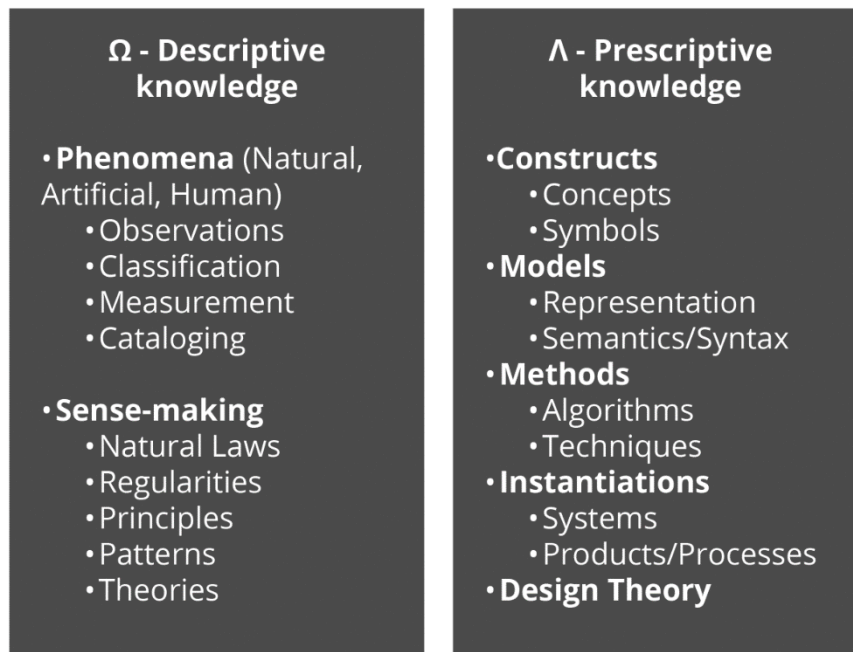 Ω - Descriptive
knowledge
•Phenomena (Natural,
Artificial, Human)
•Observations
•Classification
•Measurement
•Cataloging
•Sense-making
•Natural Laws
•Regularities
•Principles
•Patterns
•Theories
Λ - Prescriptive
knowledge
•Constructs
•Concepts
•Symbols
•Models
•Representation
•Semantics/Syntax
•Methods
•Algorithms
•Techniques
•Instantiations
•Systems
•Products/Processes
•Design Theory